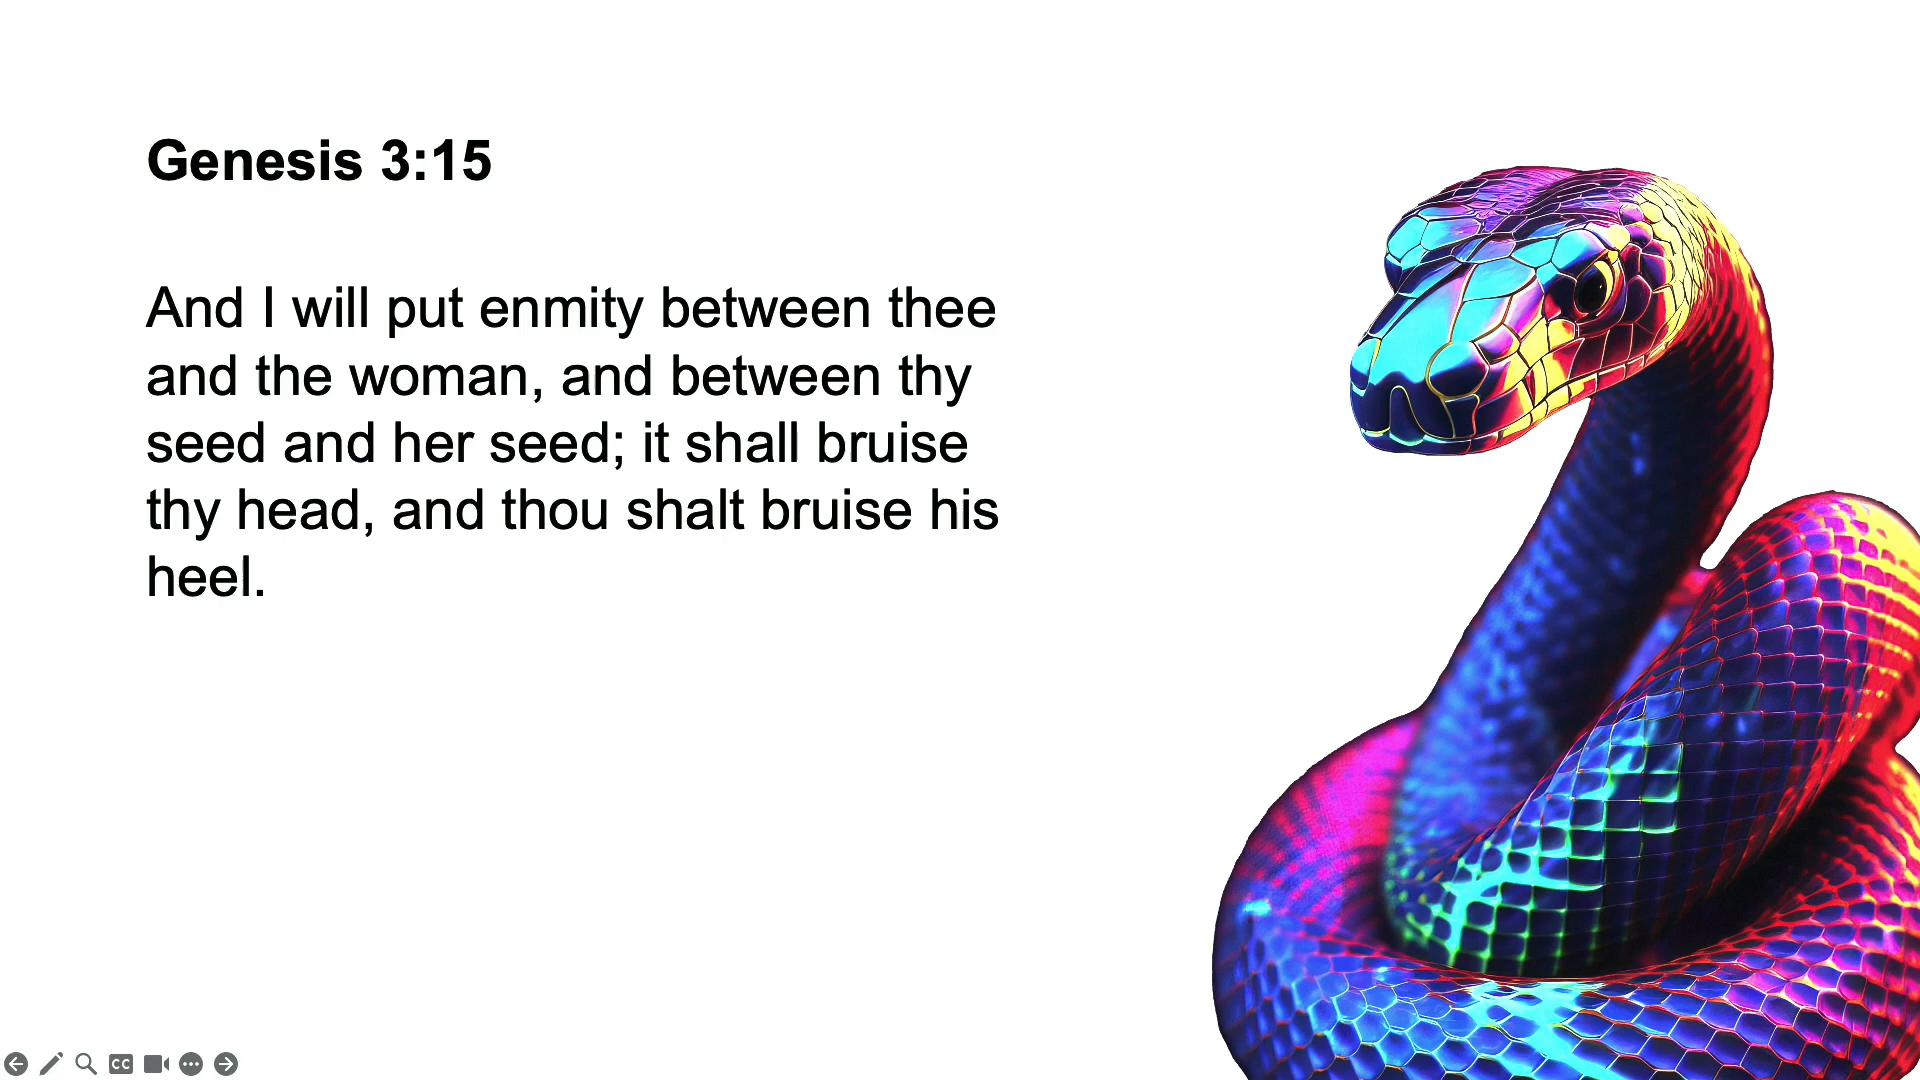 Genesis 3:15
And I will put enmity between thee
and the woman, and between thy
seed and her seed; it shall bruise
thy head, and thou shalt bruise his
heel.
CC